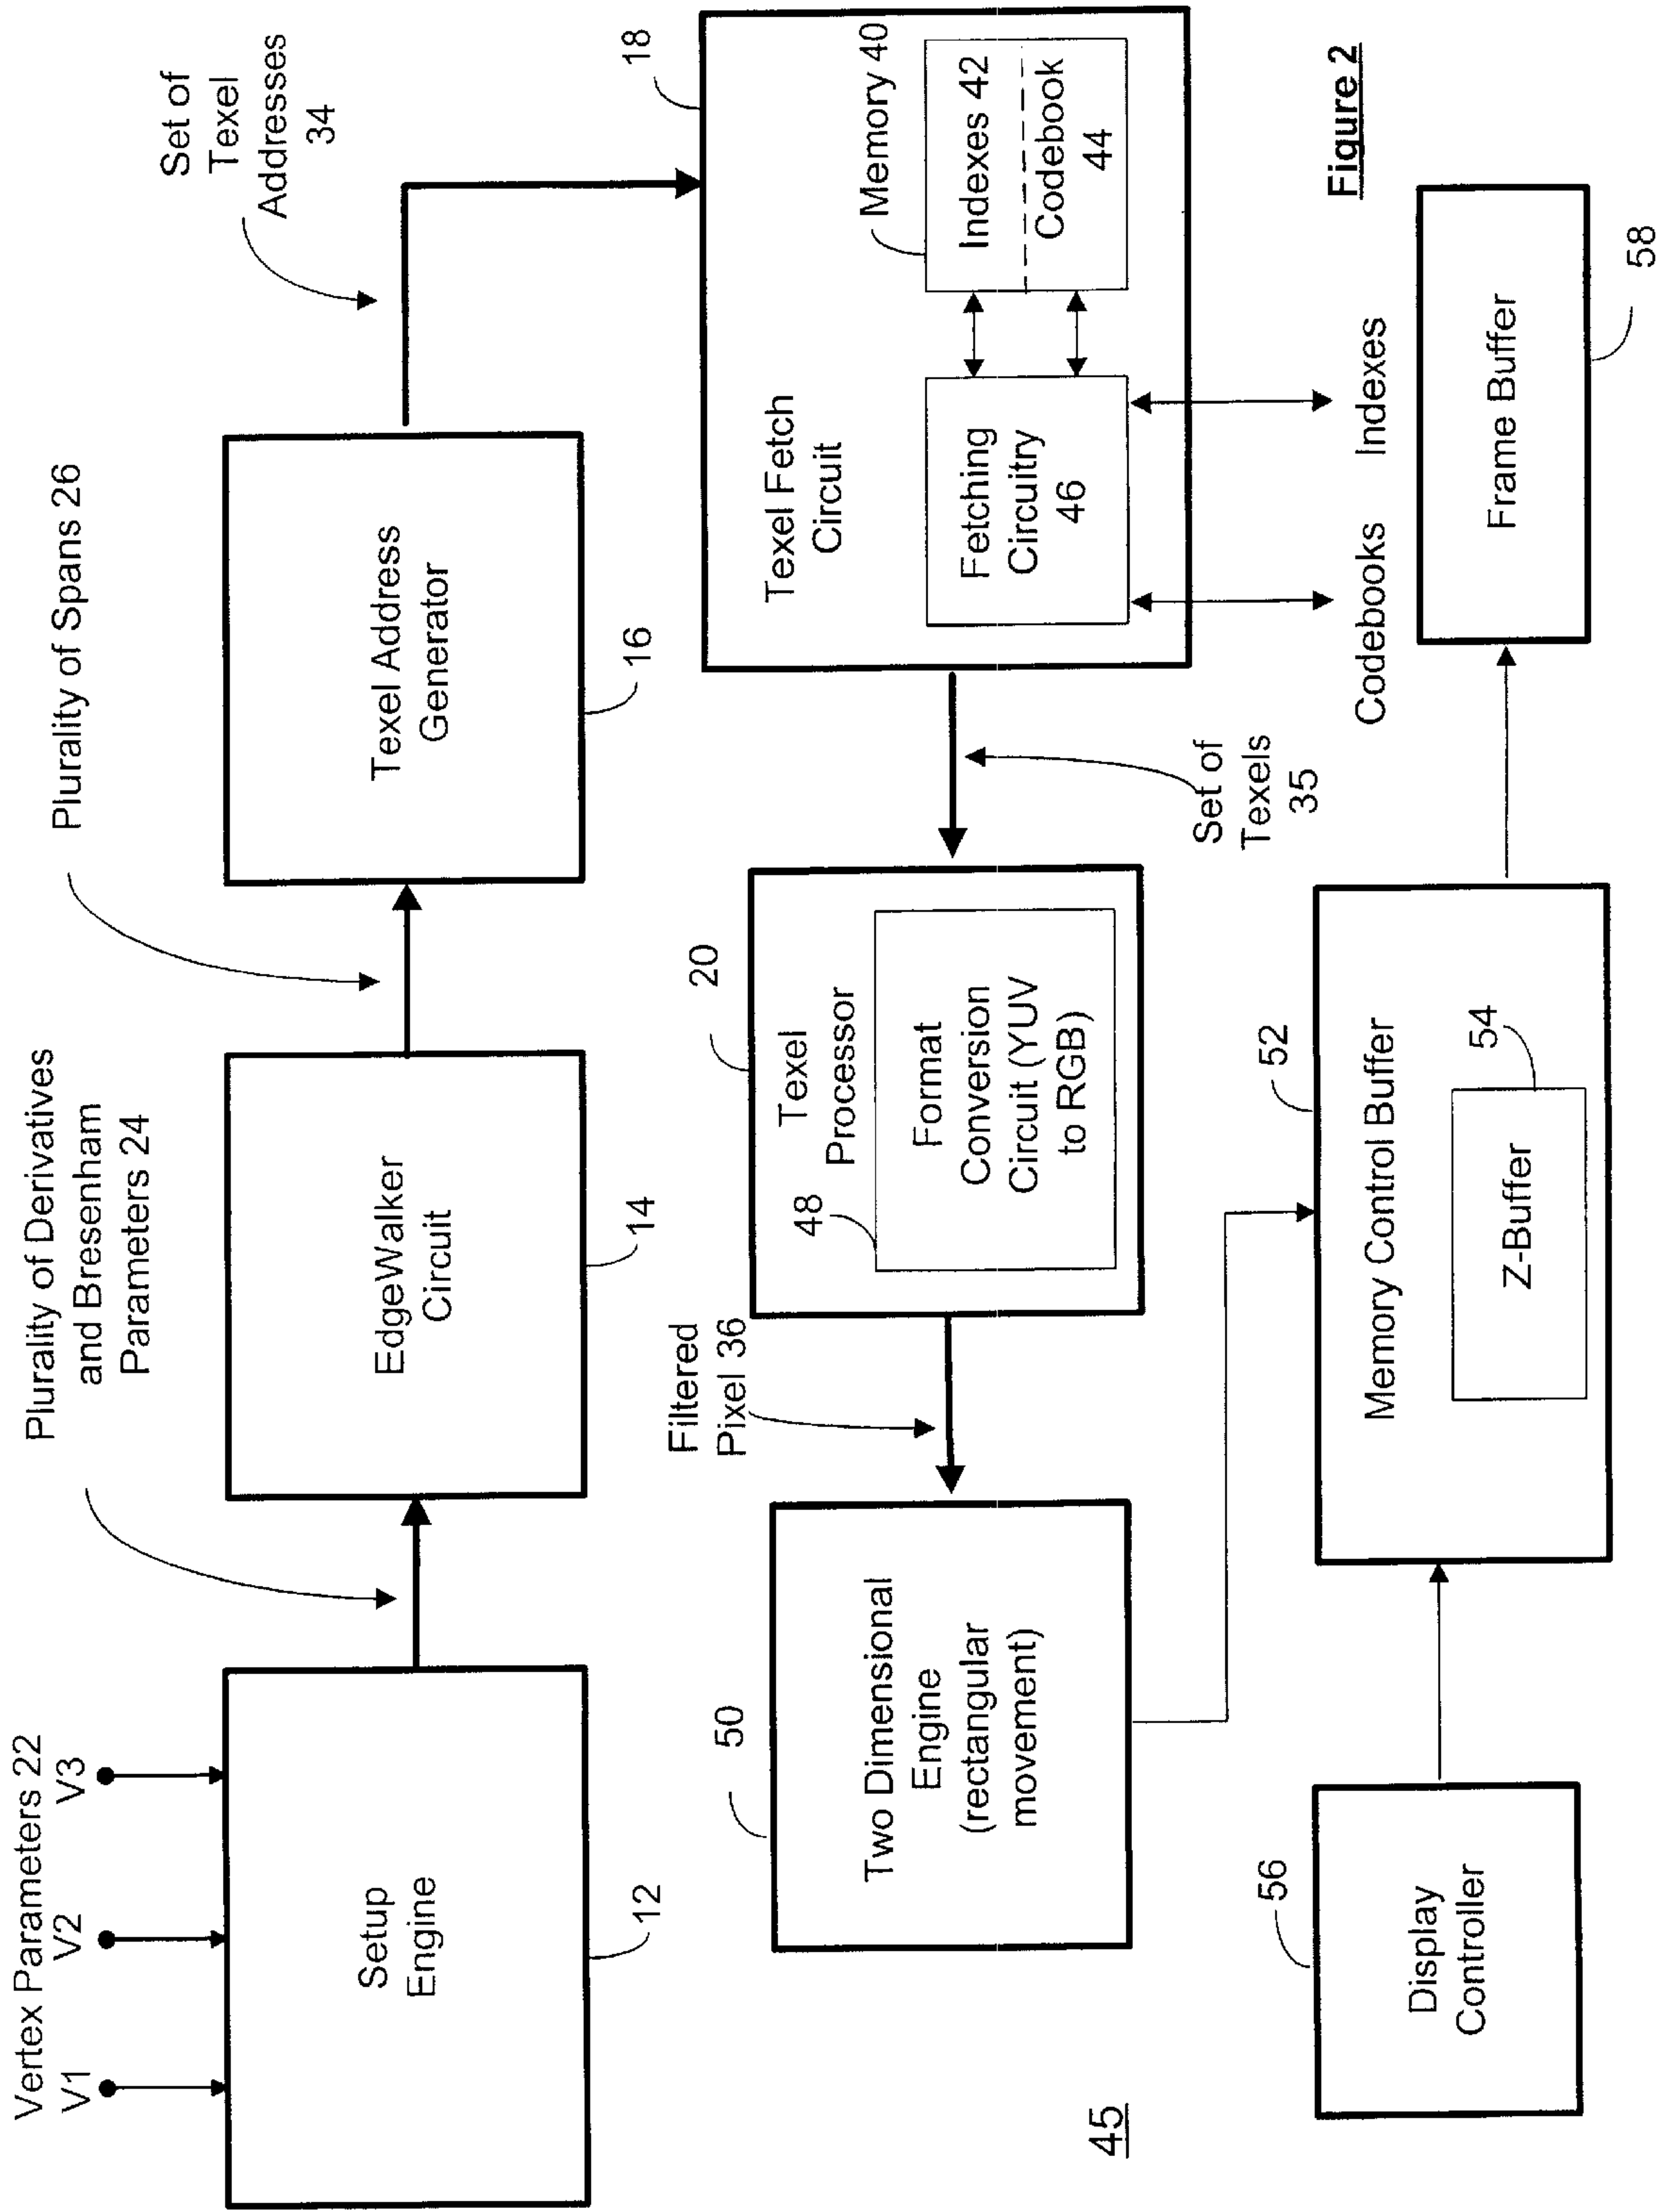 Vertex Parameters 22
V1
V2
V3
Setup
Engine
12
Plurality of Derivatives
and Bresenham
Parameters 24
EdgeWalker
Circuit
14
Plurality of Spans 26
Texel Address
Generator
16
Set of
Texel
Addresses
34
18
Texel Fetch
Circuit
Memory 40
Indexes 42
Codebook
44
Fetching
Circuitry
46
Codebooks
Indexes
Set of
Texels
35
20
Texel
Processor
48
Format
Conversion
Circuit (YUV
to RGB)
Filtered
Pixel 36
50
Two Dimensional
Engine
(rectangular
movement)
45
56
Display
Controller
52
Memory Control Buffer
54
Z-Buffer
Frame Buffer
58
Figure 2